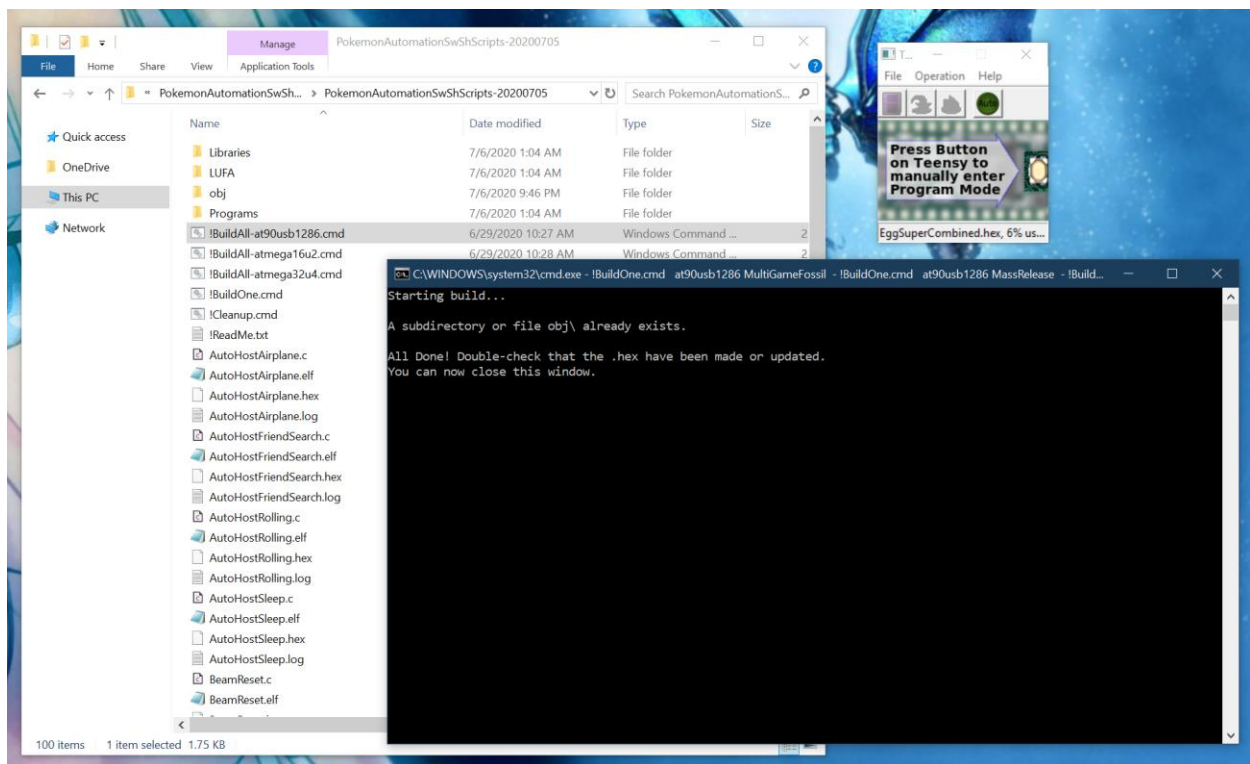 Manage
PokemonAutomationSwShScripts-20200705
File Home Share View Application Tools
PokemonAutomationSwSh... > PokemonAutomationSwShScripts-20200705
Search PokemonAutomationS...
Quick access
OneDrive
This PC
Network
Name Date modified Type Size
Libraries 7/6/2020 1:04 AM File folder
LUFA 7/6/2020 1:04 AM File folder
obj 7/6/2020 9:46 PM File folder
Programs 7/6/2020 1:04 AM File folder
!BuildAll-at90usb1286.cmd 6/29/2020 10:27 AM Windows Command ... 2
!BuildAll-atmega16u2.cmd 6/29/2020 10:28 AM Windows Command ... 2
!BuildAll-atmega32u4.cmd
!BuildOne.cmd
!Cleanup.cmd
!ReadMe.txt
AutoHostAirplane.c
AutoHostAirplane.elf
AutoHostAirplane.hex
AutoHostAirplane.log
AutoHostFriendSearch.c
AutoHostFriendSearch.elf
AutoHostFriendSearch.hex
AutoHostFriendSearch.log
AutoHostRolling.c
AutoHostRolling.elf
AutoHostRolling.hex
AutoHostRolling.log
AutoHostSleep.c
AutoHostSleep.elf
AutoHostSleep.hex
AutoHostSleep.log
BeamReset.c
BeamReset.elf
100 items 1 item selected 1.75 KB
T...
File Operation Help
Auto
Press Button
on Teensy to
manually enter
Program Mode
EggSuperCombined.hex, 6% us...
C:\WINDOWS\system32\cmd.exe - !BuildOne.cmd at90usb1286 MultiGameFossil - !BuildOne.cmd at90usb1286 MassRelease - !Build...
Starting build...
A subdirectory or file obj\ already exists.
All Done! Double-check that the .hex have been made or updated.
You can now close this window.